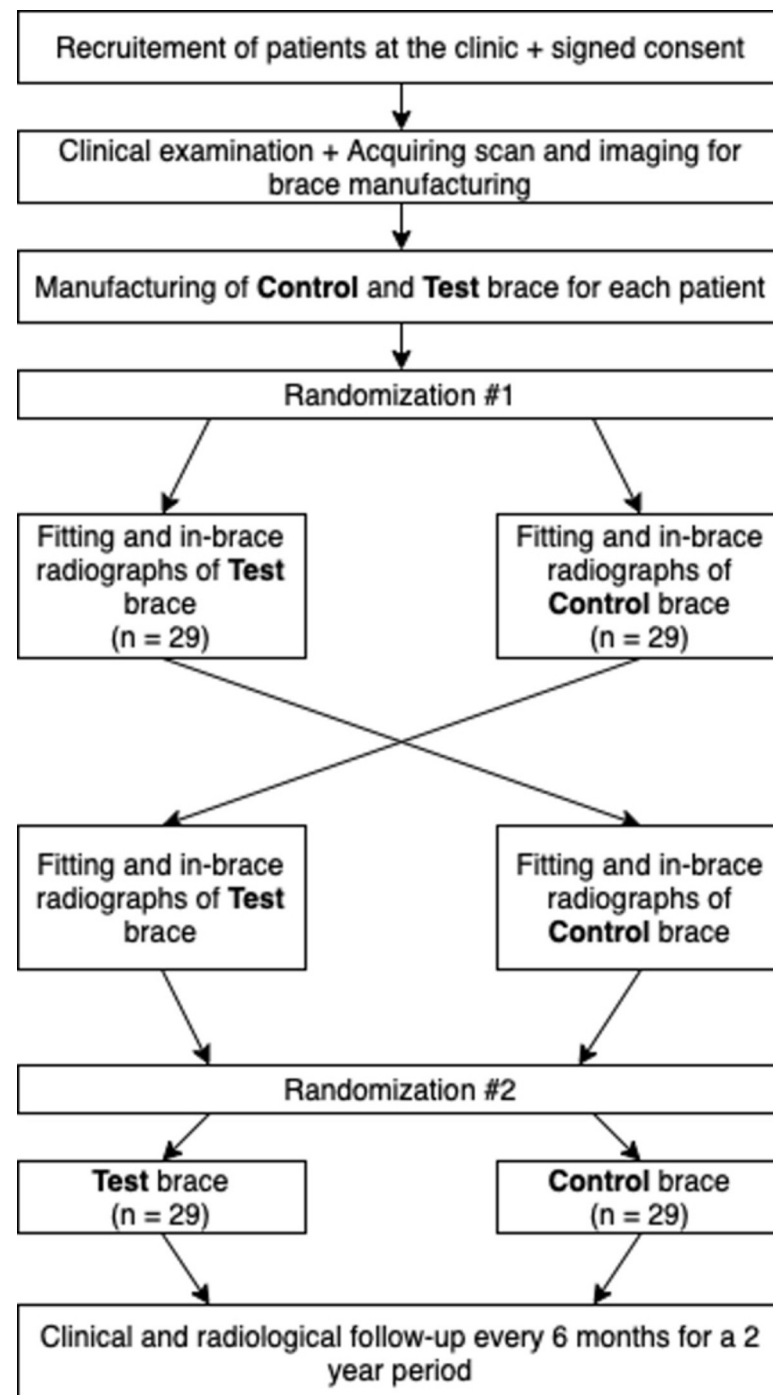 Recruitement of patients at the clinic + signed consent
Clinical examination + Acquiring scan and imaging for
brace manufacturing
Manufacturing of Control and Test brace for each patient
Randomization #1
Fitting and in-brace
radiographs of Test
brace
(n = 29)
Fitting and in-brace
radiographs of
Control brace
(n = 29)
Fitting and in-brace
radiographs of Test
brace
Fitting and in-brace
radiographs of
Control brace
Randomization #2
Test brace
(n = 29)
Control brace
(n = 29)
Clinical and radiological follow-up every 6 months for a 2
year period